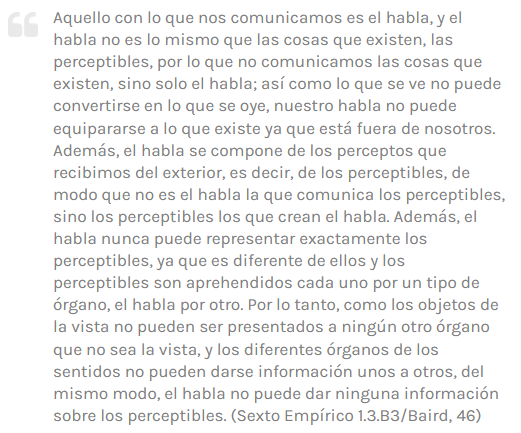 Aquello con lo que nos comunicamos es el habla, y el
habla no es lo mismo que las cosas que existen, las
perceptibles, por lo que no comunicamos las cosas que
existen, sino solo el habla; así como lo que se ve no puede
convertirse en lo que se oye, nuestro habla no puede
equipararse a lo que existe ya que está fuera de nosotros.
Además, el habla se compone de los perceptos que
recibimos del exterior, es decir, de los perceptibles, de
modo que no es el habla la que comunica los perceptibles,
sino los perceptibles los que crean el habla. Además, el
habla nunca puede representar exactamente los
perceptibles, ya que es diferente de ellos y los
perceptibles son aprehendidos cada uno por un tipo de
órgano, el habla por otro. Por lo tanto, como los objetos de
la vista no pueden ser presentados a ningún otro órgano
que no sea la vista, y los diferentes órganos de los
sentidos no pueden darse información unos a otros, del
mismo modo, el habla no puede dar ninguna información
sobre los perceptibles. (Sexto Empírico 1.3.B3/Baird, 46)